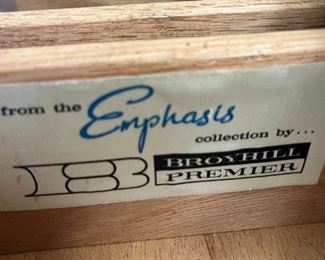 from the Emphasis
collection by...
B BROYHILL
PREMIER